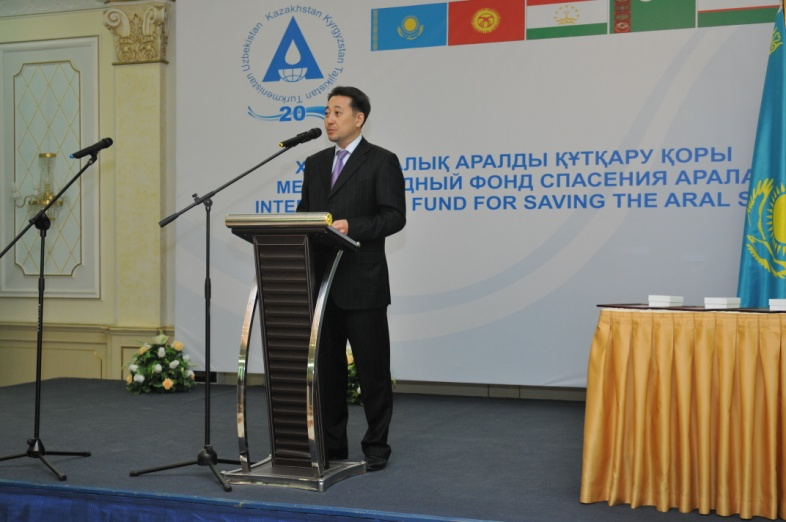 Uzbekistan Kazakhstan Kyrgyzstan Tajikistan Turkmenistan
20
АРАЛДЫ ҚҰТҚАРУ ҚОРЫ
ФОНД СПАСЕНИЯ АРАЛА
FUND FOR SAVING THE ARAL